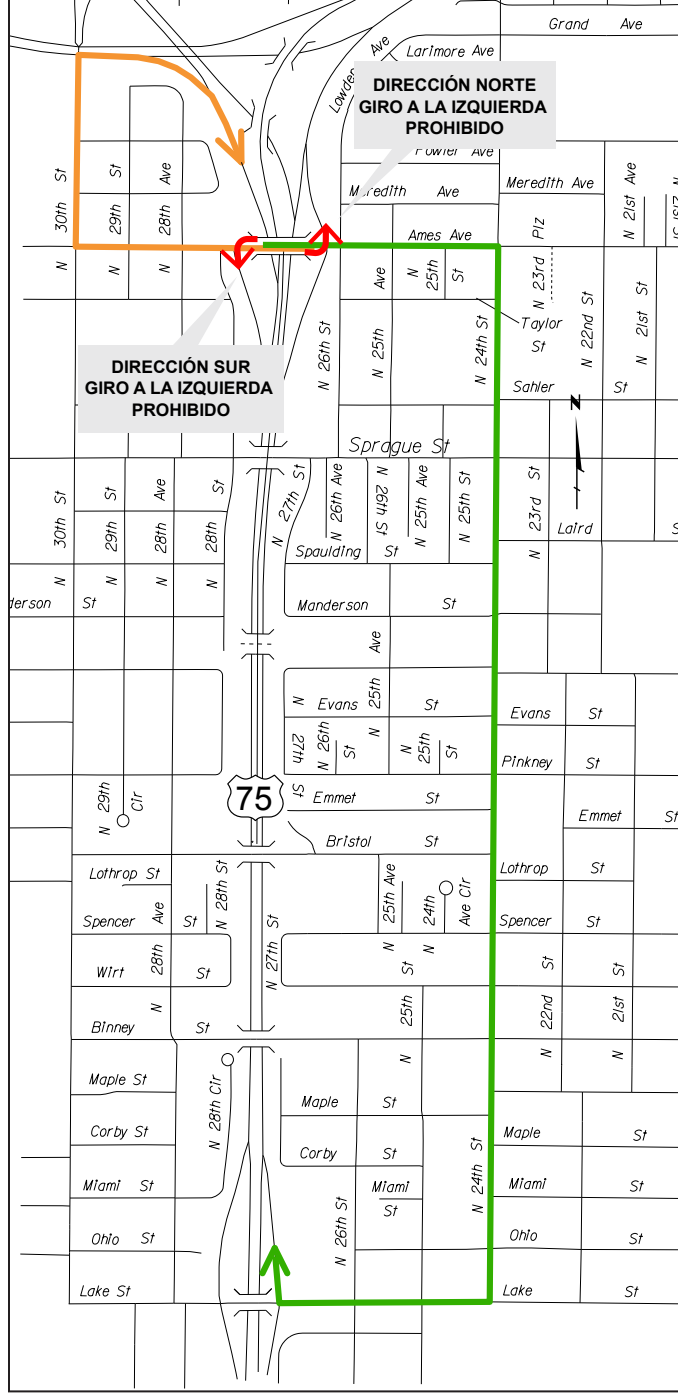 Grand Ave
Larimore Ave
Lowden Ave
DIRECCIÓN NORTE
GIRO A LA IZQUIERDA
PROHIBIDO
Fowler Ave
Meredith Ave
Meredith Ave
N 30th St
N 29th St
N 28th Ave
N 21st Ave
N 21st St
Ames Ave
N 23rd Plz
N 25th Ave
N 25th St
Taylor
St
N 22nd St
N 21st St
N 26th St
N 24th St
DIRECCIÓN SUR
GIRO A LA IZQUIERDA
PROHIBIDO
Sahler St
N
Sprague St
N 30th St
N 29th St
N 28th Ave
N 28th St
N 27th St
N 26th Ave
N 26th St
N 25th Ave
N 25th St
N 23rd St
Laird S
Spaulding St
derson St
Manderson St
N 25th Ave
Evans St
Evans St
N 27th St
N 26th St
N 25th St
Pinkney St
75
Emmet St
Emmet St
N 29th Cir
Bristol St
Lothrop St
Lothrop St
N 28th St
N 25th Ave
N 24th Ave Cir
Spencer St
Spencer St
N 28th Ave
N 27th St
Wirt St
N 25th St
N 22nd St
N 21st St
Binney St
Maple St
N 28th Cir
Maple St
Maple St
Corby St
Corby St
N 24th St
Miami St
Miami
St
Miami St
N 26th St
Ohio St
Ohio St
Lake St
Lake St